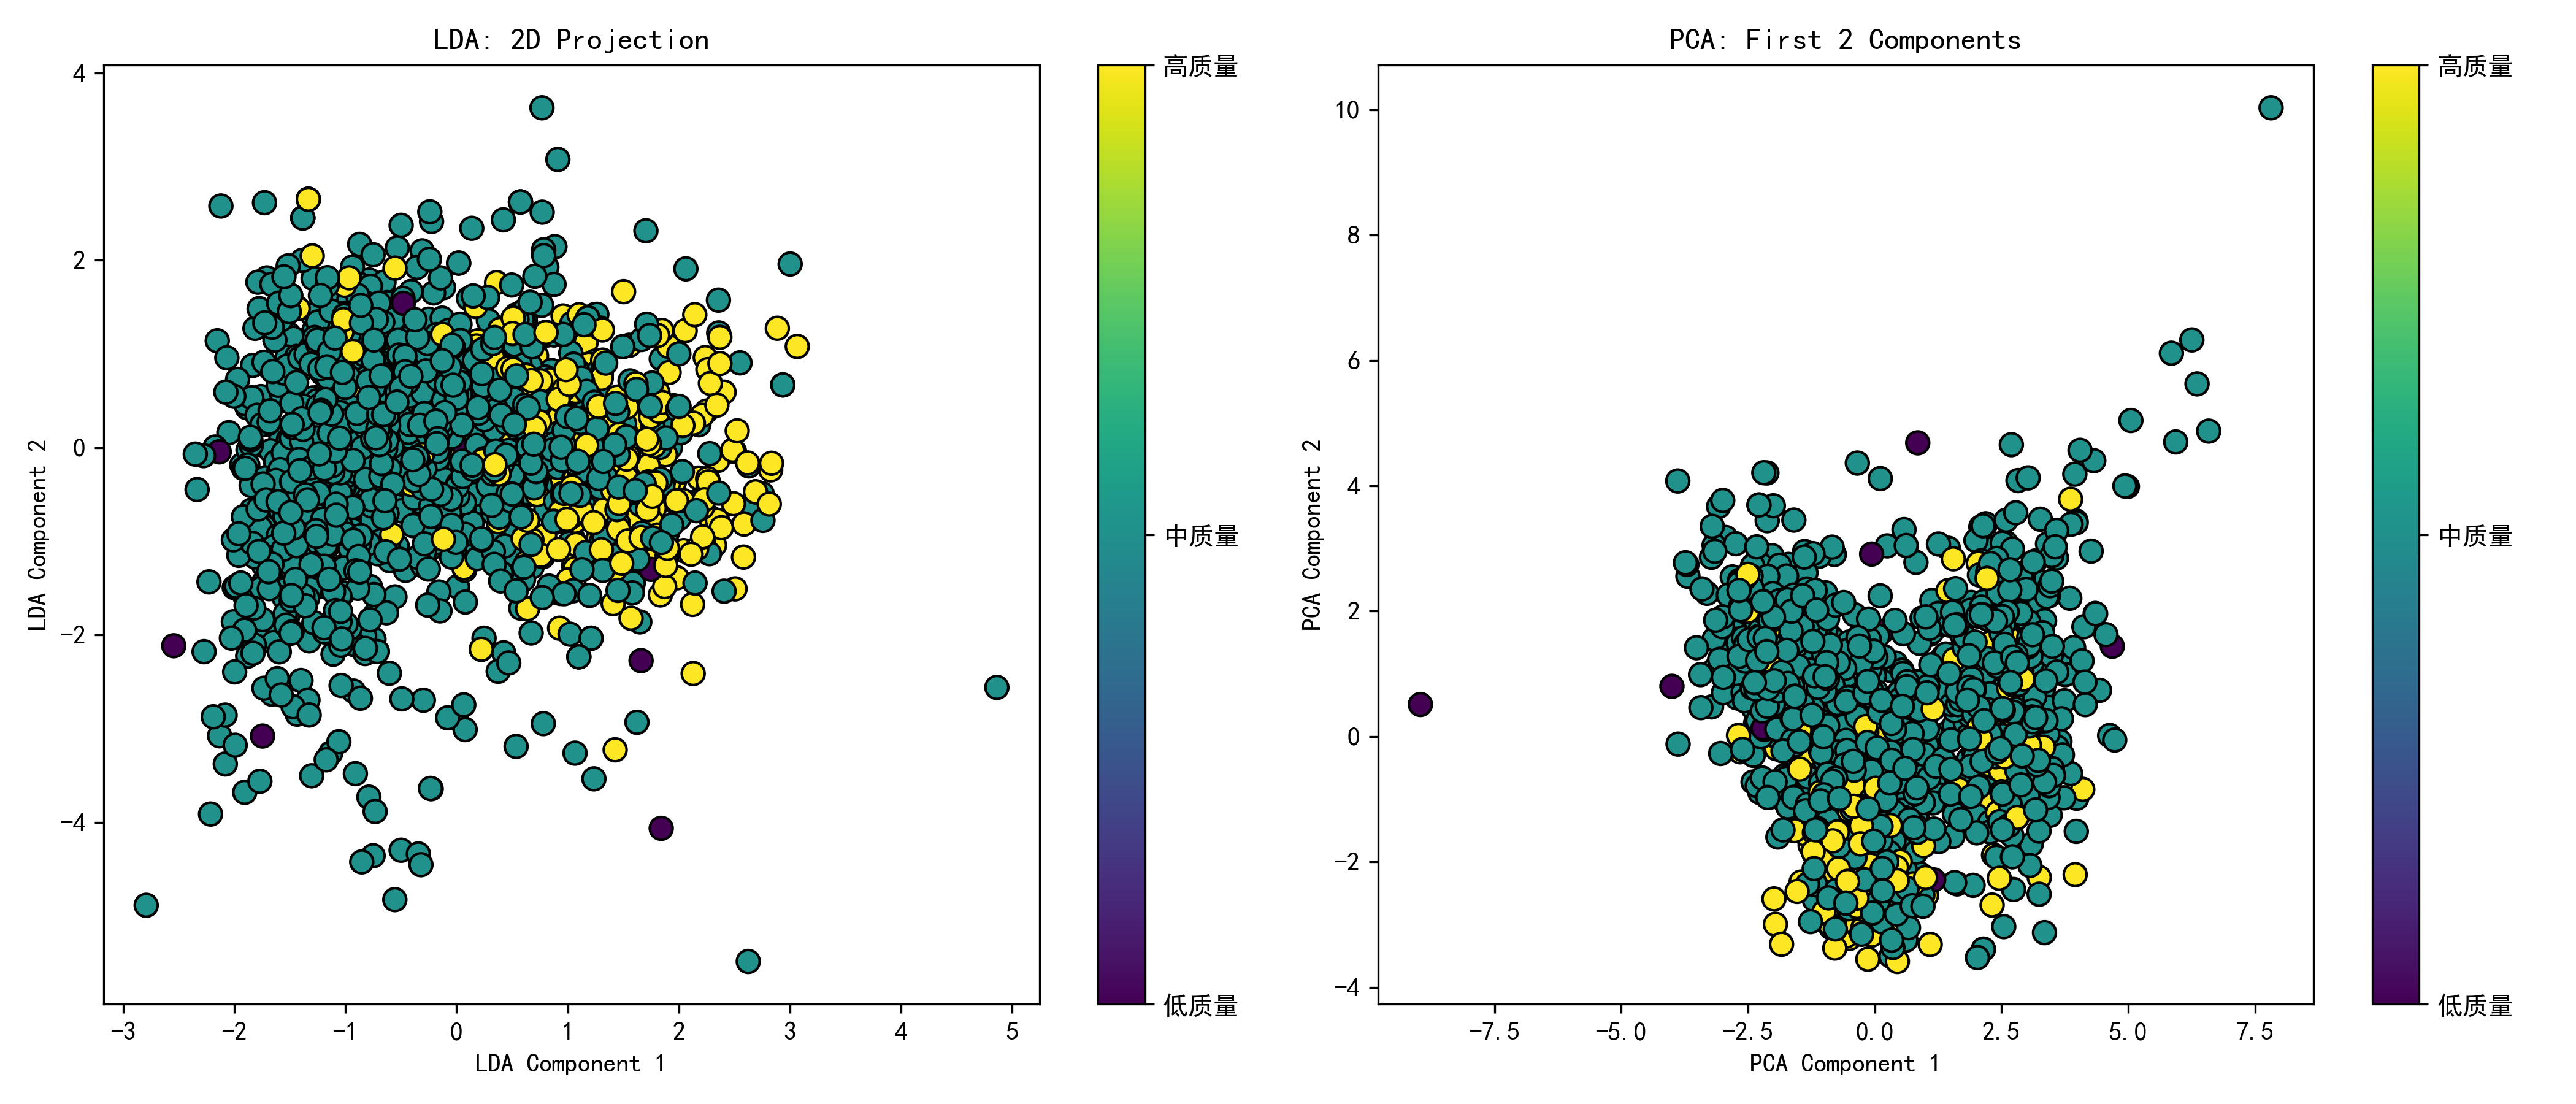 LDA: 2D Projection
4
2
0
−2
−4
LDA Component 2
−3 −2 −1 0 1 2 3 4 5
LDA Component 1
高质量
中质量
低质量
PCA: First 2 Components
10
8
6
4
2
0
−2
−4
PCA Component 2
−7.5 −5.0 −2.5 0.0 2.5 5.0 7.5
PCA Component 1
高质量
中质量
低质量